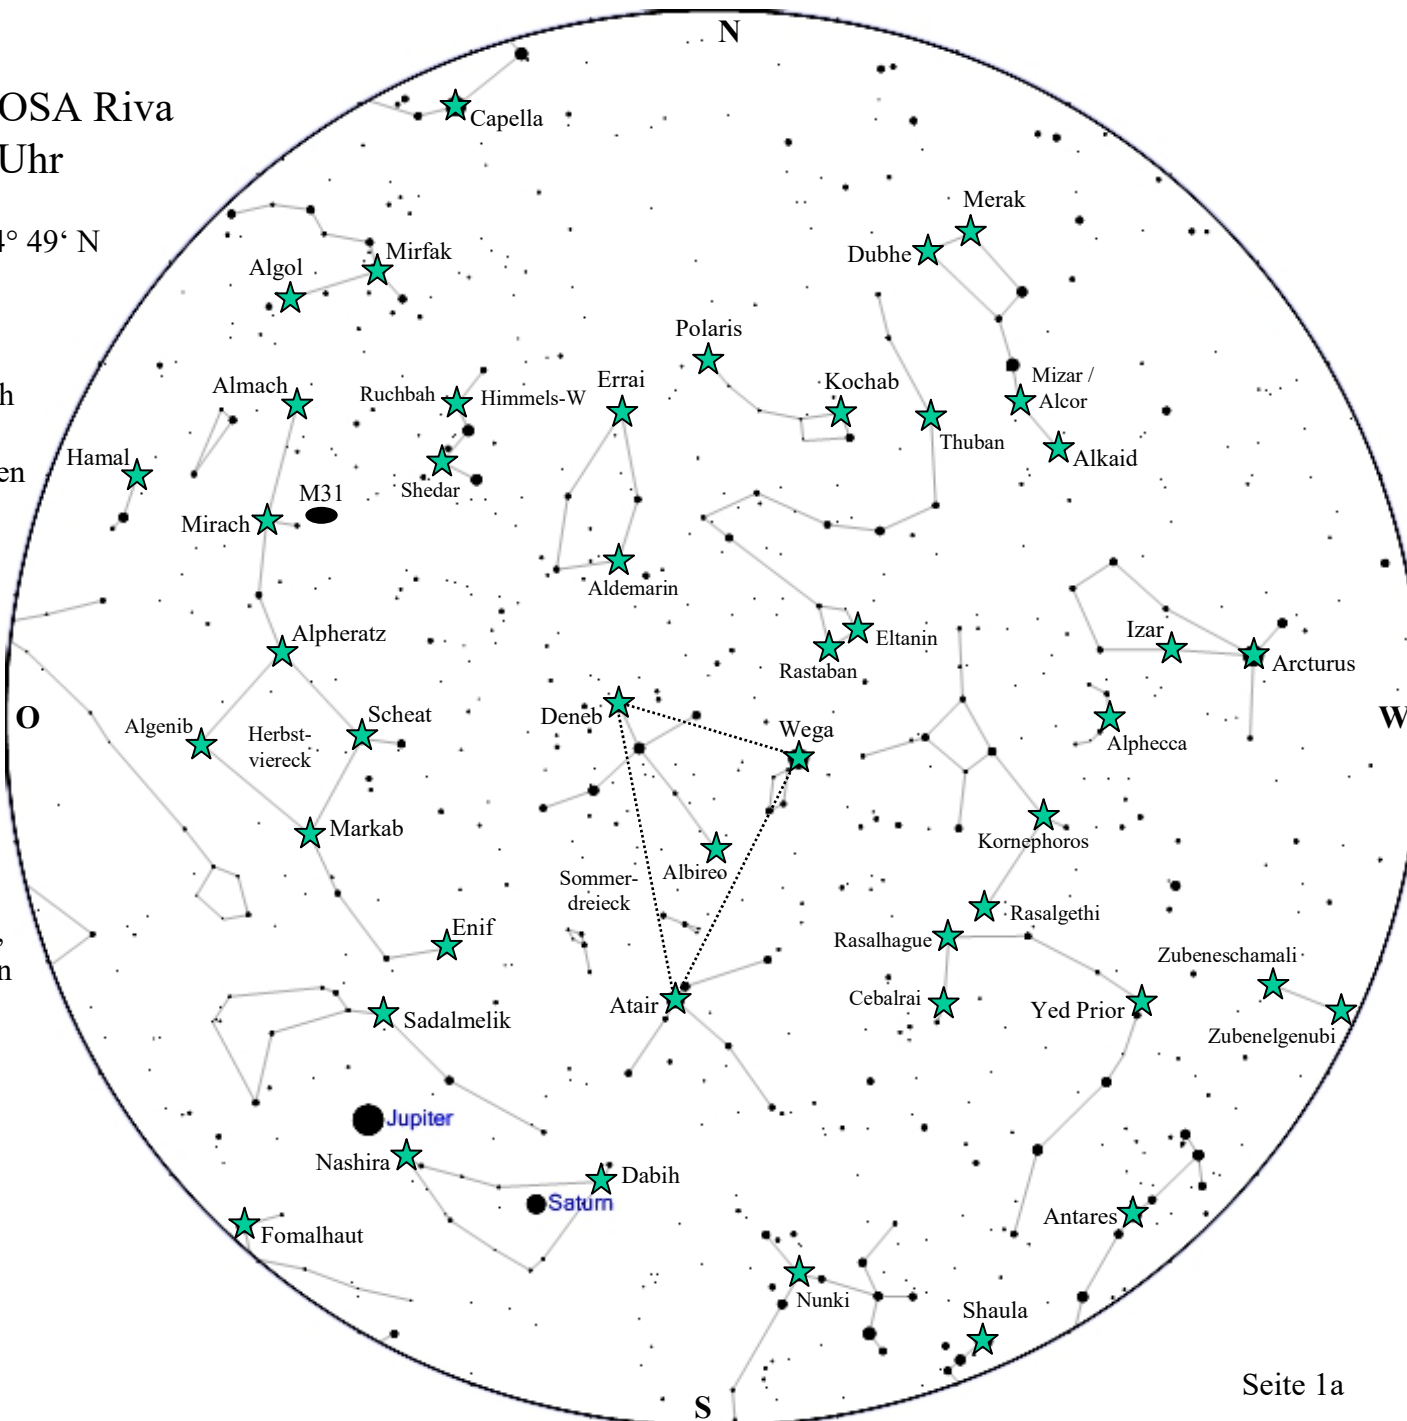 N
OSA Riva
Uhr
4° 49‘ N
h
en
,
n
Capella
Merak
Dubhe
Mirfak
Algol
Polaris
Errai
Kochab
Mizar /
Alcor
Almach
Ruchbah
Himmels-W
Thuban
Alkaid
Hamal
Shedar
M31
Mirach
Aldemarin
Alpheratz
Eltanin
Rastaban
Izar
Arcturus
O
Algenib
Herbst-
viereck
Scheat
Deneb
Wega
Alphecca
W
Markab
Kornephoros
Albireo
Sommer-
dreieck
Enif
Rasalgethi
Rasalhague
Zubeneschamali
Cebalrai
Atair
Yed Prior
Sadalmelik
Zubenelgenubi
Jupiter
Nashira
Dabih
Saturn
Antares
Fomalhaut
Nunki
Shaula
Seite 1a
S